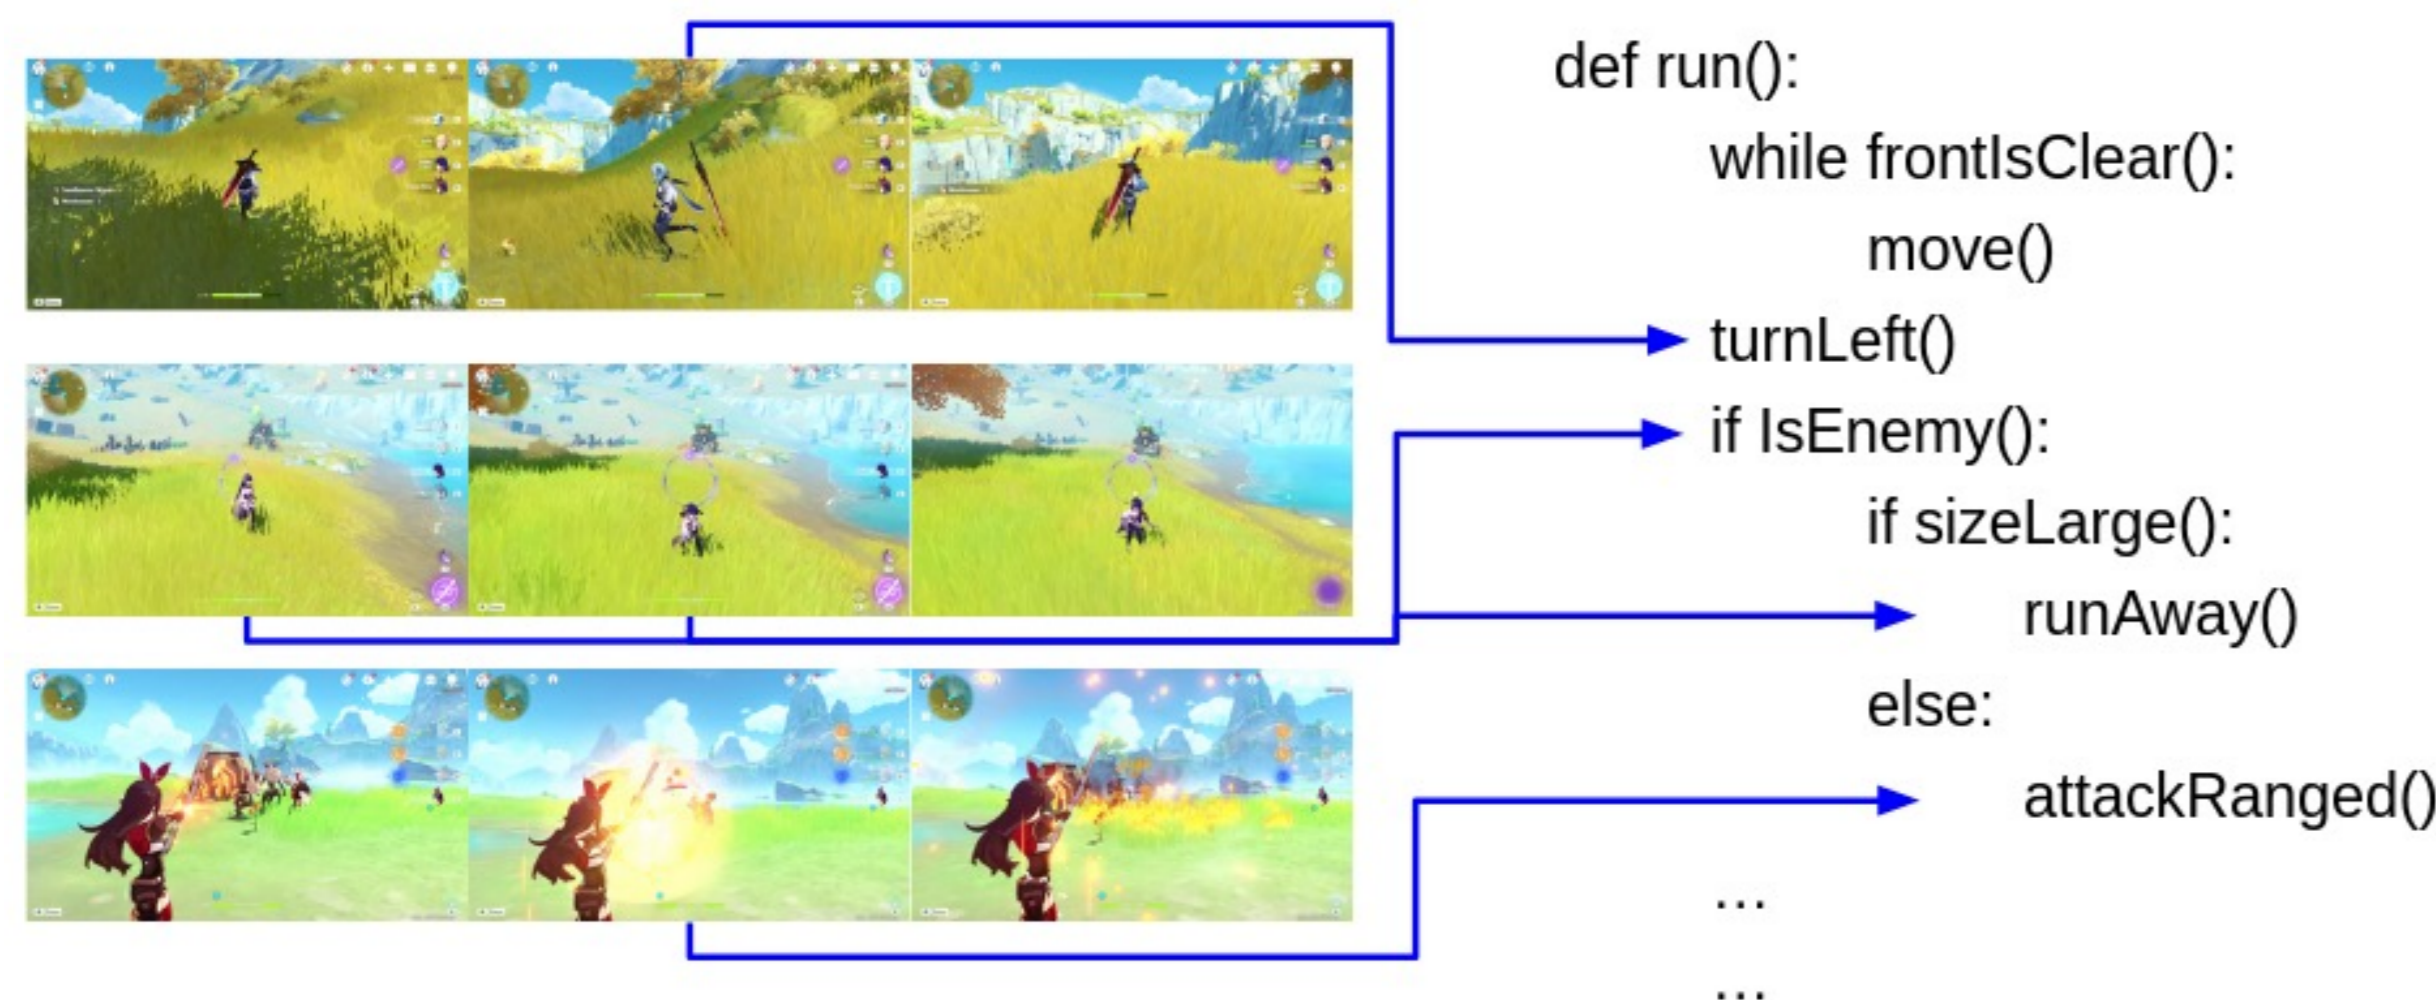 def run():
while frontIsClear():
move()
turnLeft()
if IsEnemy():
if sizeLarge():
runAway()
else:
attackRanged()
...
...